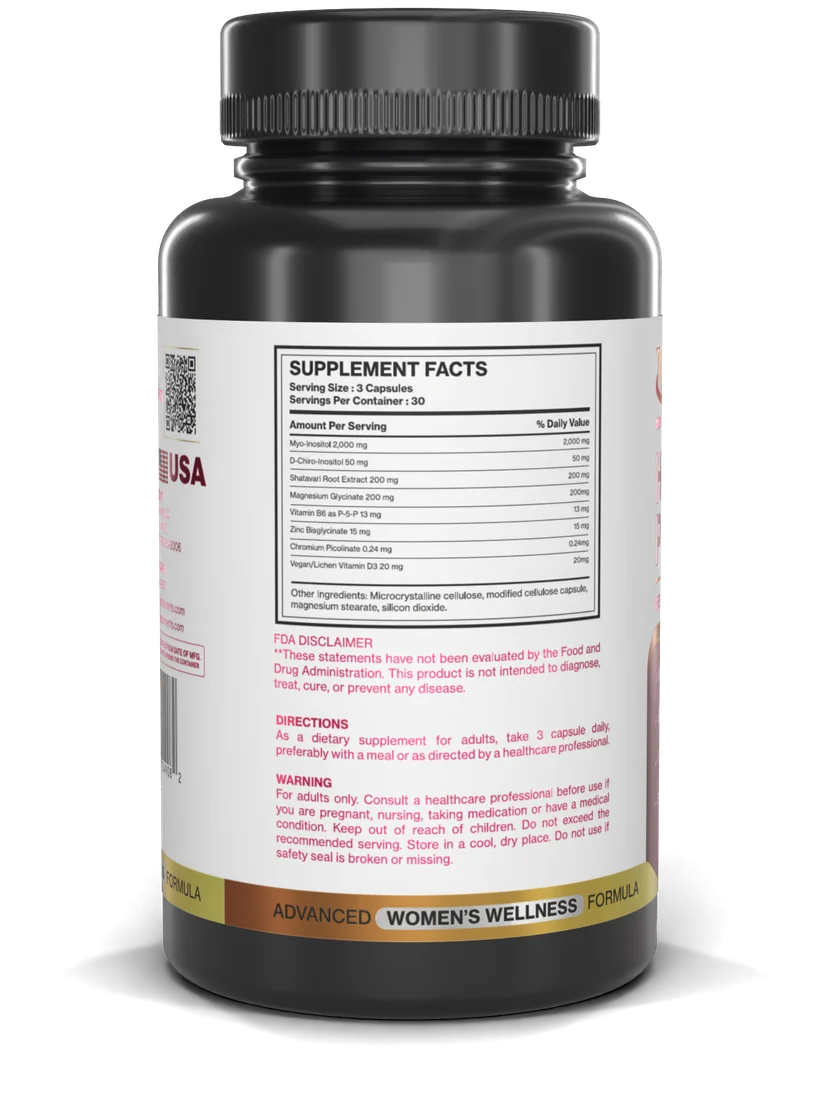 SUPPLEMENT FACTS
Serving Size : 3 Capsules
Servings Per Container : 30
Amount Per Serving % Daily Value
Myo-Inositol 2,000 mg 2,000 mg
D-Chiro-Inositol 50 mg 50 mg
Shatavari Root Extract 200 mg 200 mg
Magnesium Glycinate 200 mg 200mg
Vitamin B6 as P-5-P 13 mg 13 mg
Zinc Bisglycinate 15 mg 15 mg
Chromium Picolinate 0.24 mg 0.24mg
Vegan/Lichen Vitamin D3 20 mg 20mg
Other Ingredients: Microcrystalline cellulose, modified cellulose capsule,
magnesium stearate, silicon dioxide.
FDA DISCLAIMER
**These statements have not been evaluated by the Food and
Drug Administration. This product is not intended to diagnose,
treat, cure, or prevent any disease.
DIRECTIONS
As a dietary supplement for adults, take 3 capsule daily,
preferably with a meal or as directed by a healthcare professional.
WARNING
For adults only. Consult a healthcare professional before use if
you are pregnant, nursing, taking medication or have a medical
condition. Keep out of reach of children. Do not exceed the
recommended serving. Store in a cool, dry place. Do not use if
safety seal is broken or missing.
ADVANCED WOMEN'S WELLNESS FORMULA
USA
FORMULA